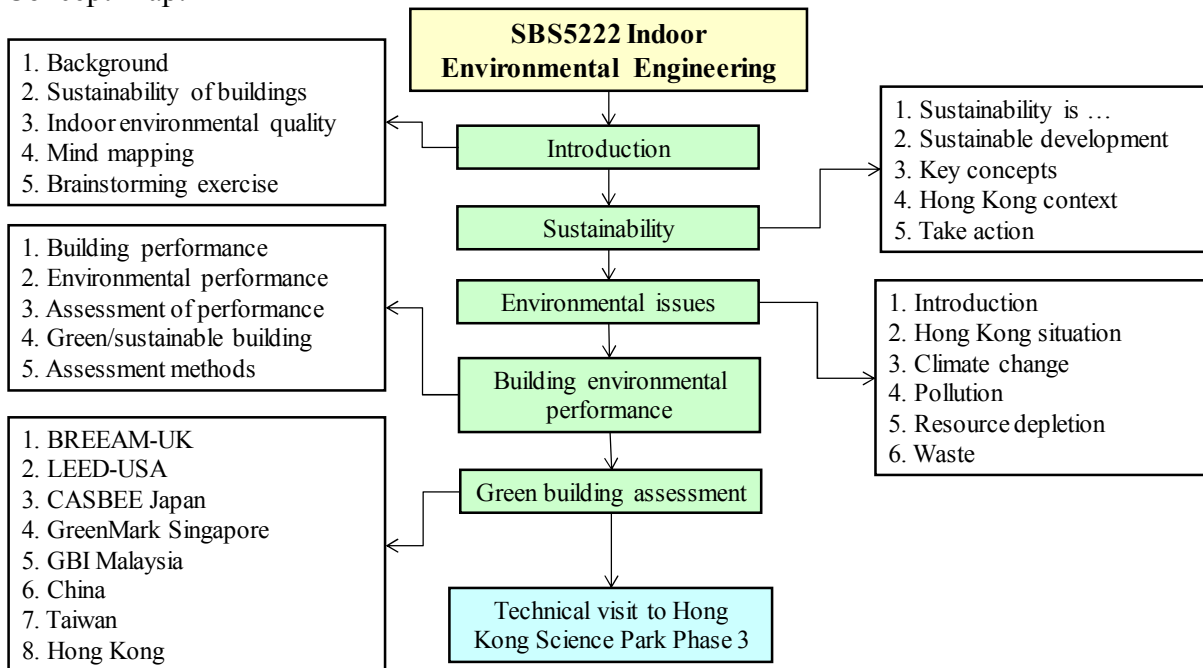 SBS5222 Indoor
Environmental Engineering
1. Background
2. Sustainability of buildings
3. Indoor environmental quality
4. Mind mapping
5. Brainstorming exercise
Introduction
1. Sustainability is …
2. Sustainable development
3. Key concepts
4. Hong Kong context
5. Take action
Sustainability
1. Building performance
2. Environmental performance
3. Assessment of performance
4. Green/sustainable building
5. Assessment methods
Environmental issues
1. Introduction
2. Hong Kong situation
3. Climate change
4. Pollution
5. Resource depletion
6. Waste
Building environmental
performance
1. BREEAM-UK
2. LEED-USA
3. CASBEE Japan
4. GreenMark Singapore
5. GBI Malaysia
6. China
7. Taiwan
8. Hong Kong
Green building assessment
Technical visit to Hong
Kong Science Park Phase 3